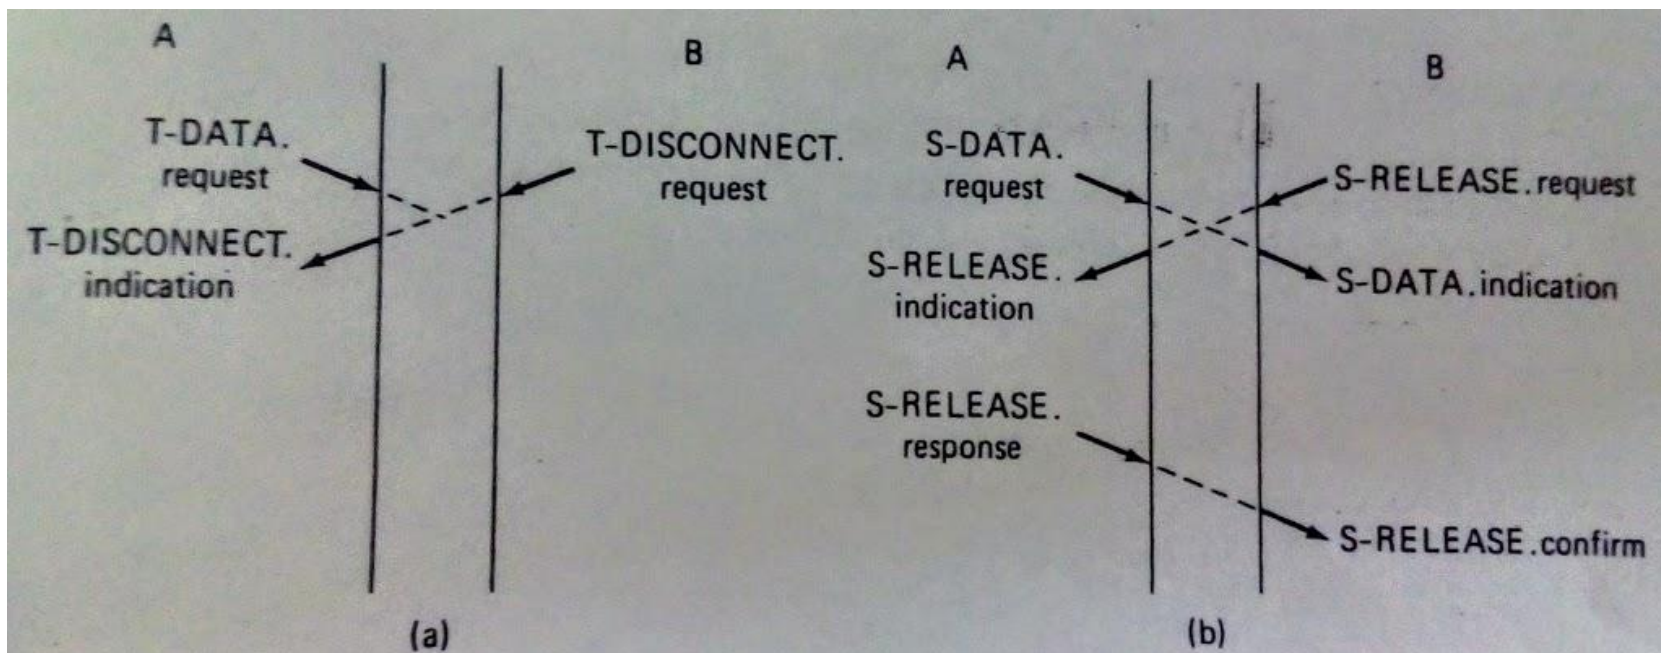 A
B
T-DATA.
request
T-DISCONNECT.
request
T-DISCONNECT.
indication
(a)
A
B
S-DATA.
request
S-RELEASE.request
S-RELEASE.
indication
S-DATA.indication
S-RELEASE.
response
S-RELEASE.confirm
(b)